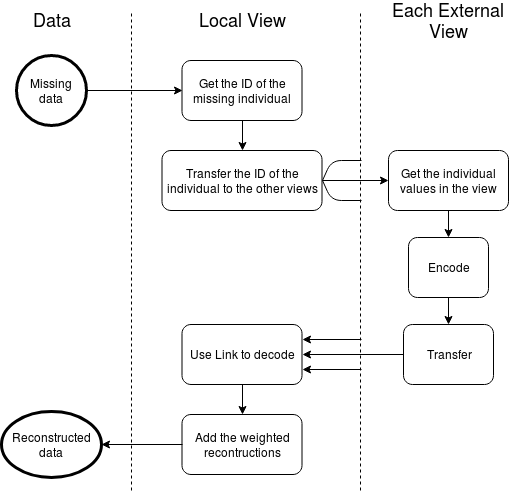 Data
Local View
Each External
View
Missing
data
Get the ID of the
missing individual
Transfer the ID of the
individual to the other views
Get the individual
values in the view
Encode
Transfer
Use Link to decode
Add the weighted
recontructions
Reconstructed
data